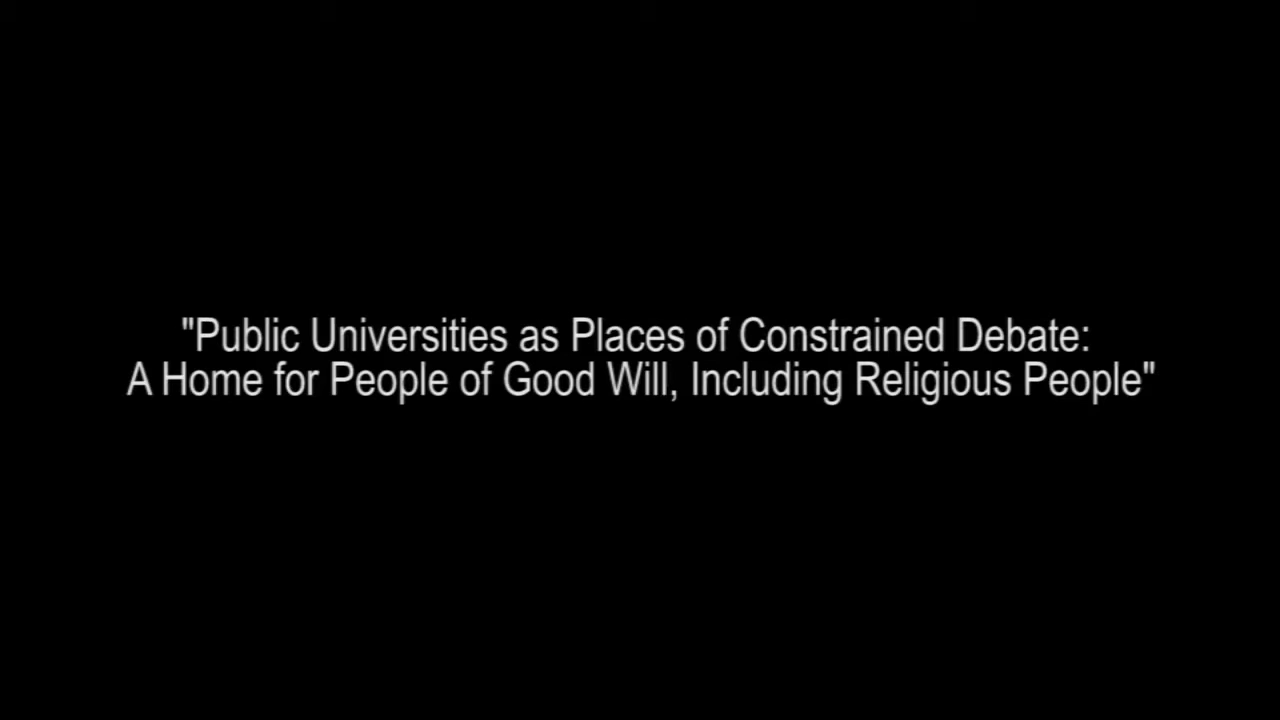 "Public Universities as Places of Constrained Debate:
A Home for People of Good Will, Including Religious People"